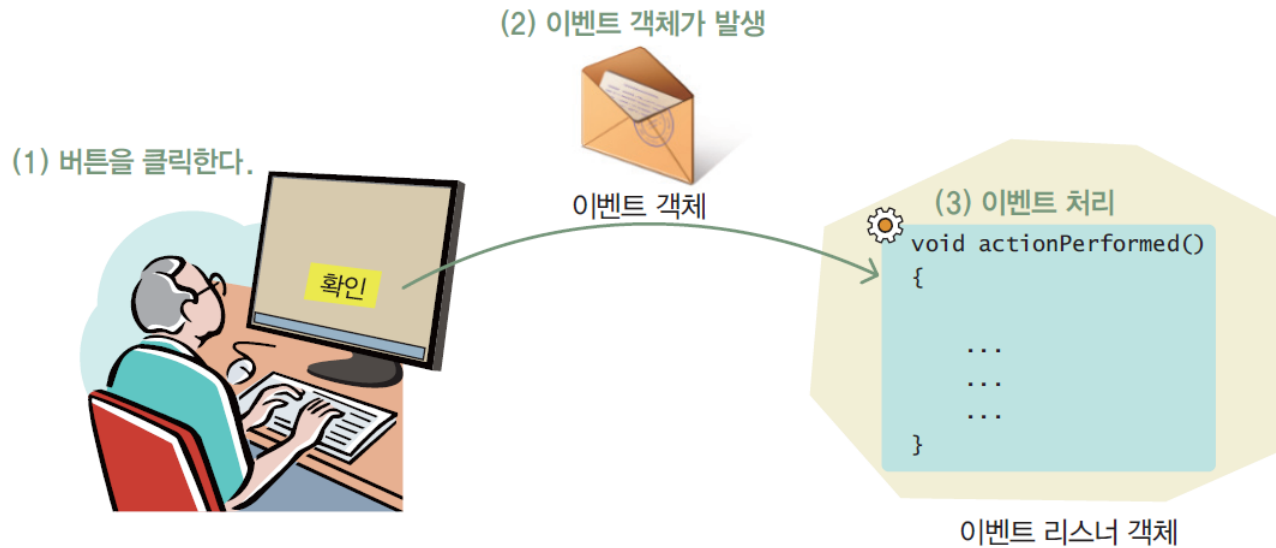 (2) 이벤트 객체가 발생
(1) 버튼을 클릭한다.
이벤트 객체
확인
(3) 이벤트 처리
void actionPerformed()
{
...
...
...
}
이벤트 리스너 객체